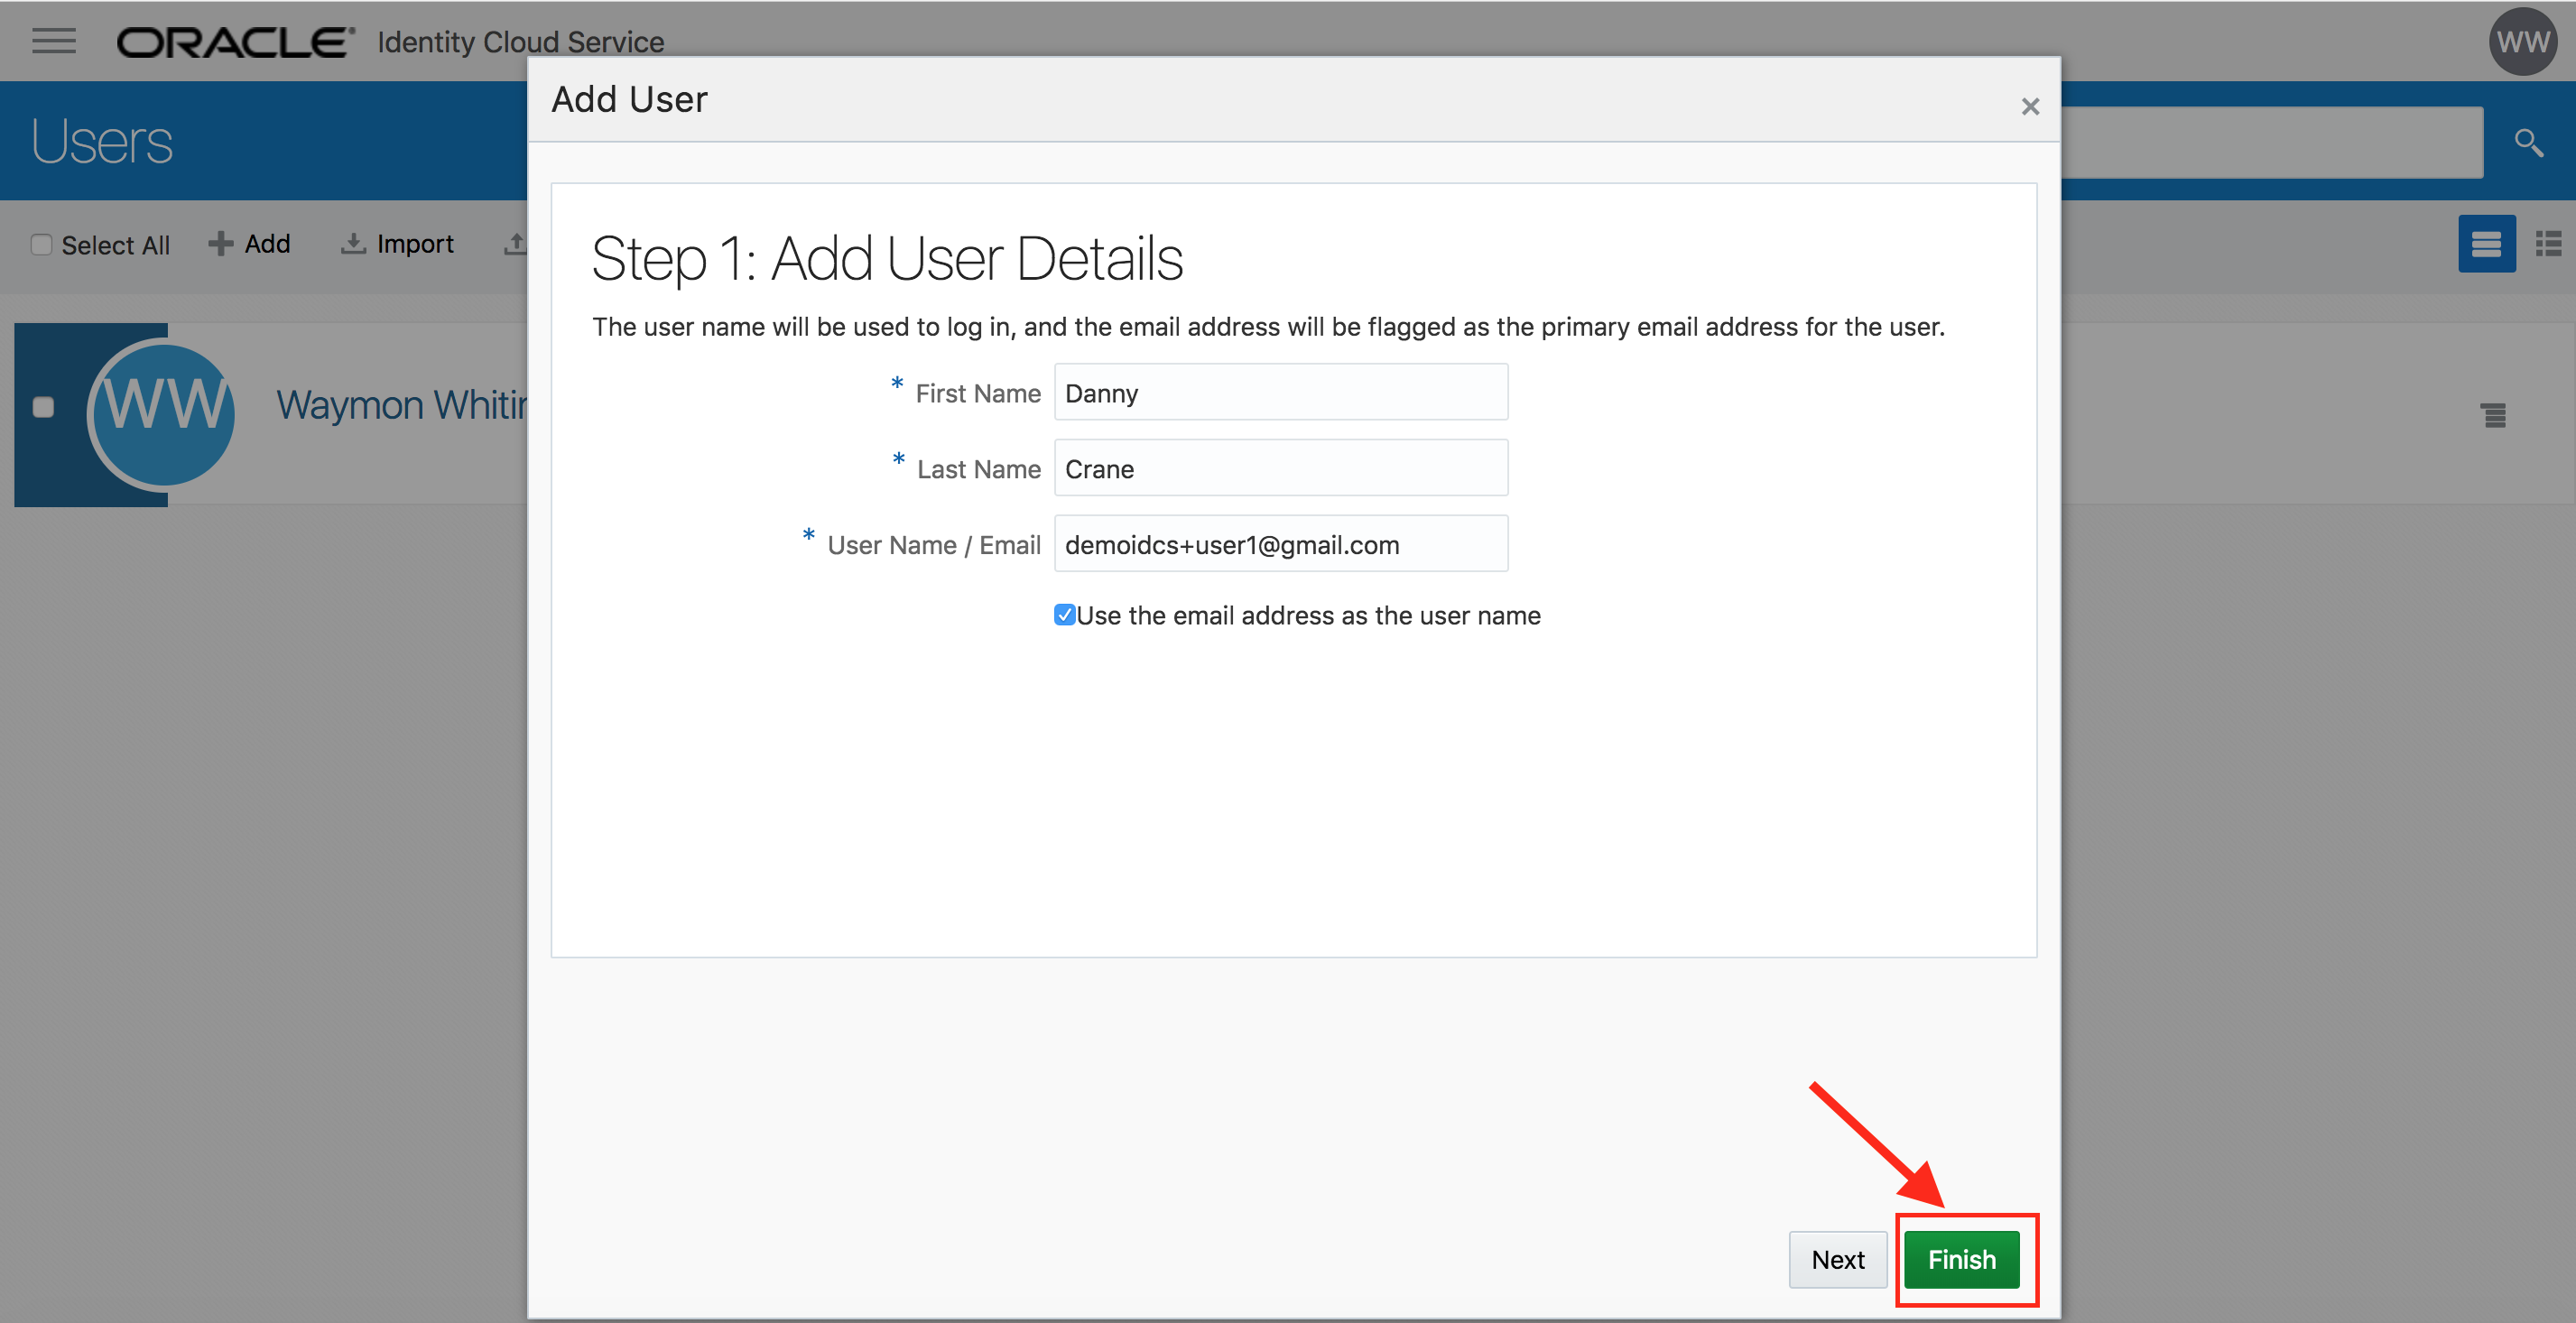 ORACLE® Identity Cloud Service
WW
Users
Add User
×
Select All
Add
Import
WW
Waymon
Step 1: Add User Details
The user name will be used to log in, and the email address will be flagged as the primary email address for the user.
* First Name Danny
* Last Name Crane
* User Name / Email demoidcs+user1@gmail.com
Use the email address as the user name
Next
Finish